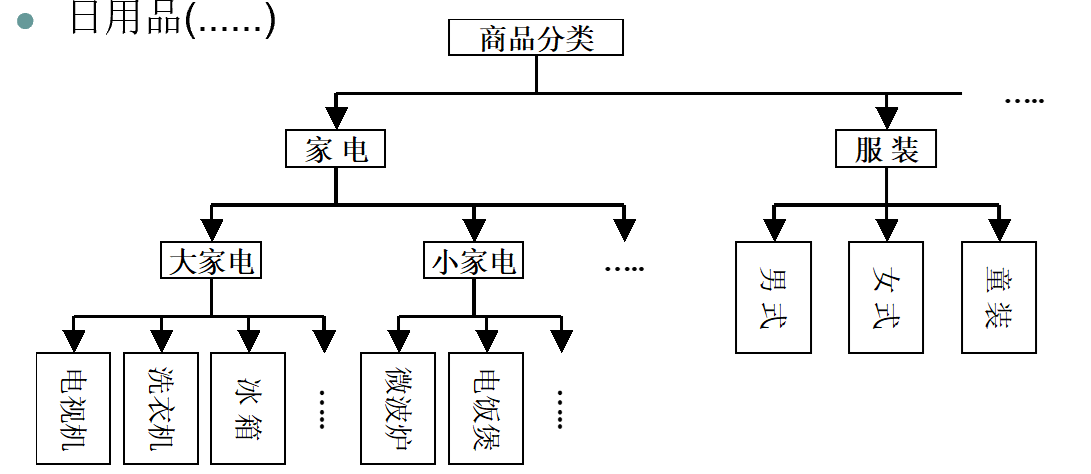 日用品(……)
商品分类
…..
家 电
服 装
大家电
小家电
…..
男式
女式
童装
电视机
洗衣机
冰箱
…..
微波炉
电饭煲
…..